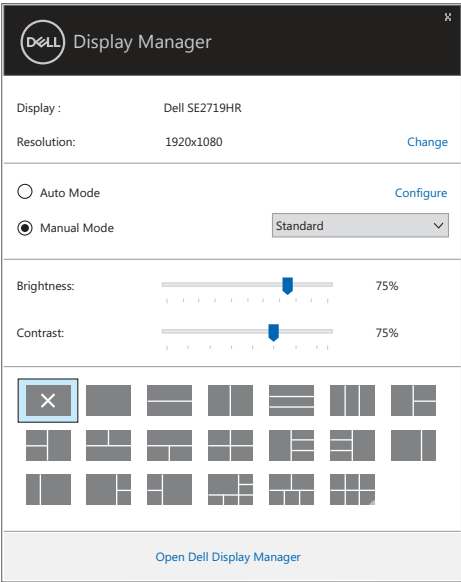 x
DELL Display Manager
Display : Dell SE2719HR
Resolution: 1920x1080 Change
Auto Mode Configure
Manual Mode Standard
Brightness: 75%
Contrast: 75%
Open Dell Display Manager